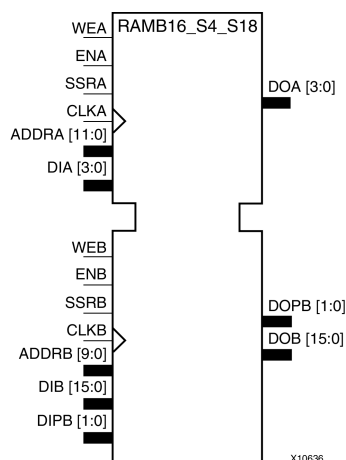 RAMB16_S4_S18
WEA
ENA
SSRA
CLKA
ADDRA [11:0]
DIA [3:0]
DOA [3:0]
WEB
ENB
SSRB
CLKB
ADDRB [9:0]
DIB [15:0]
DIPB [1:0]
DOPB [1:0]
DOB [15:0]
X10636